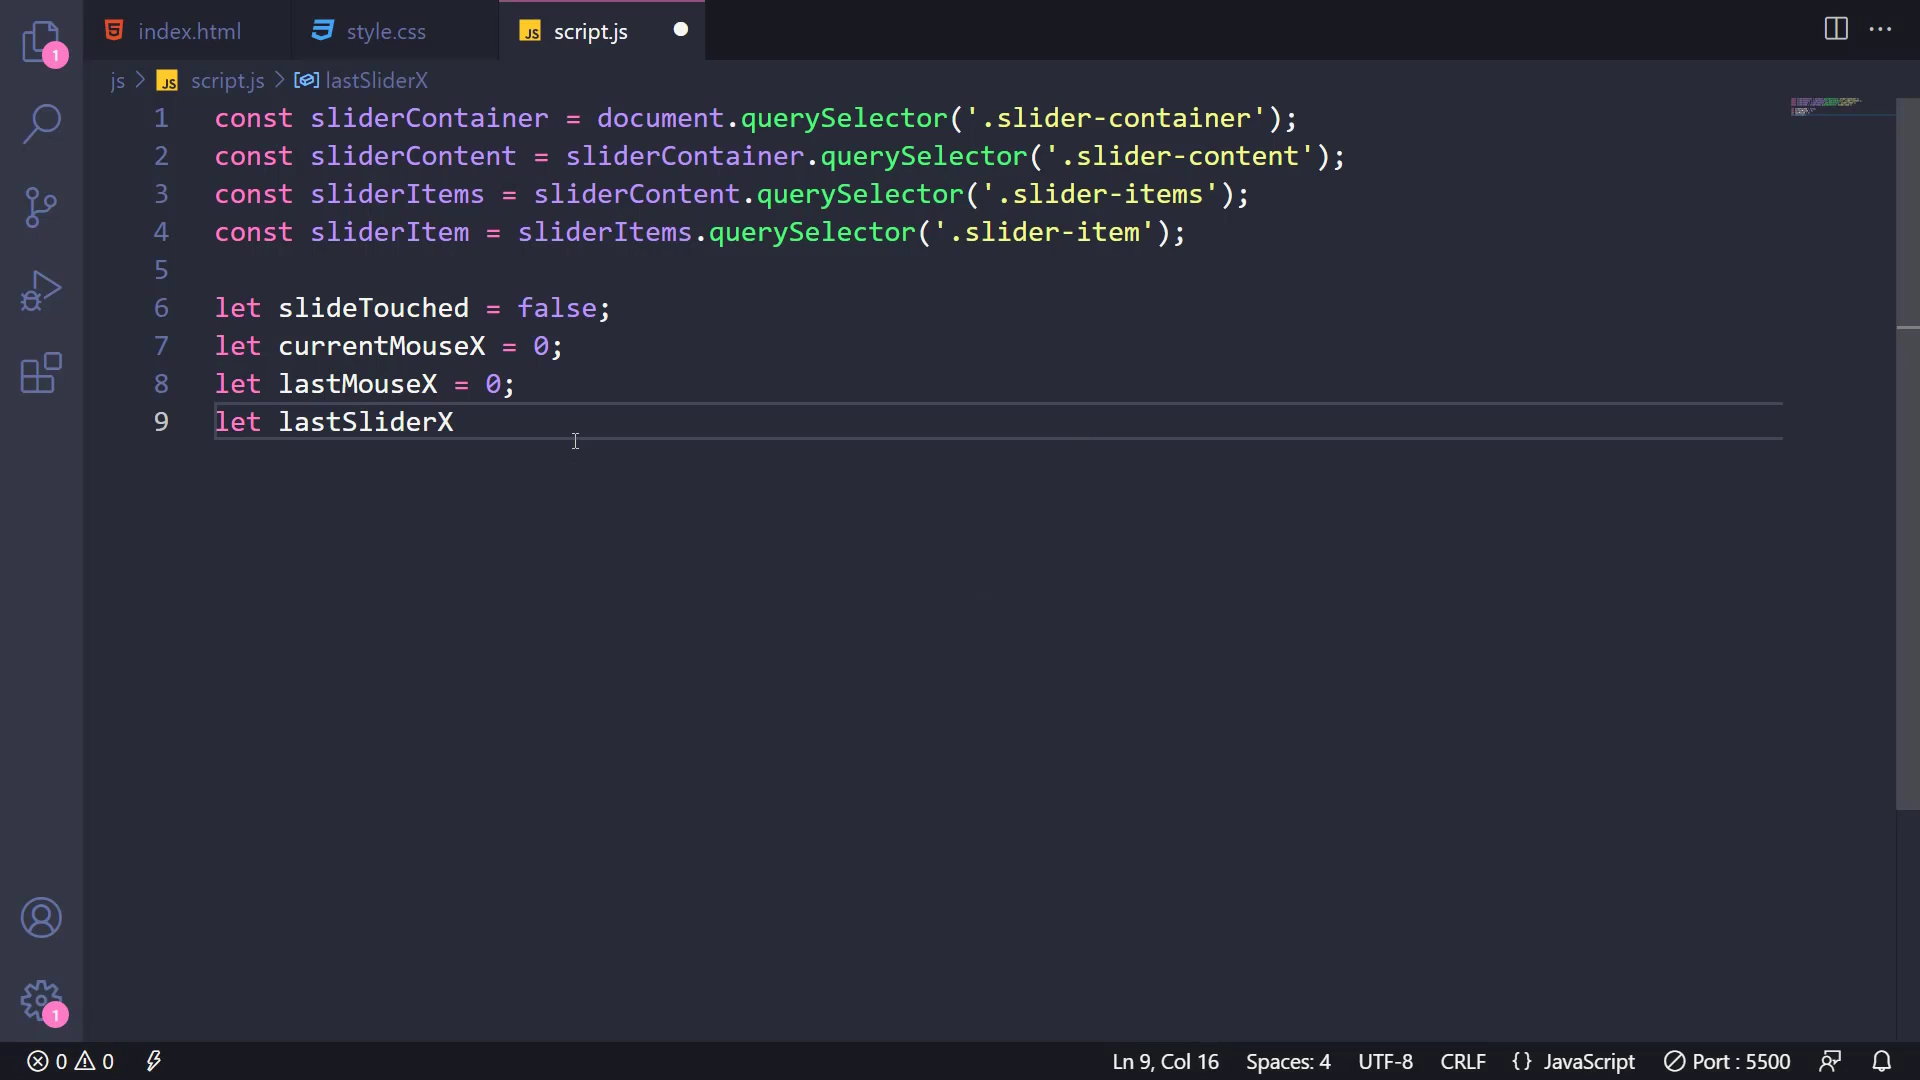 index.html
style.css
script.js
js > script.js > lastSliderX
1 const sliderContainer = document.querySelector('.slider-container');
2 const sliderContent = sliderContainer.querySelector('.slider-content');
3 const sliderItems = sliderContent.querySelector('.slider-items');
4 const sliderItem = sliderItems.querySelector('.slider-item');
5
6 let slideTouched = false;
7 let currentMouseX = 0;
8 let lastMouseX = 0;
9 let lastSliderX
1
1
0 0 Ln 9, Col 16 Spaces: 4 UTF-8 CRLF {} JavaScript Port : 5500